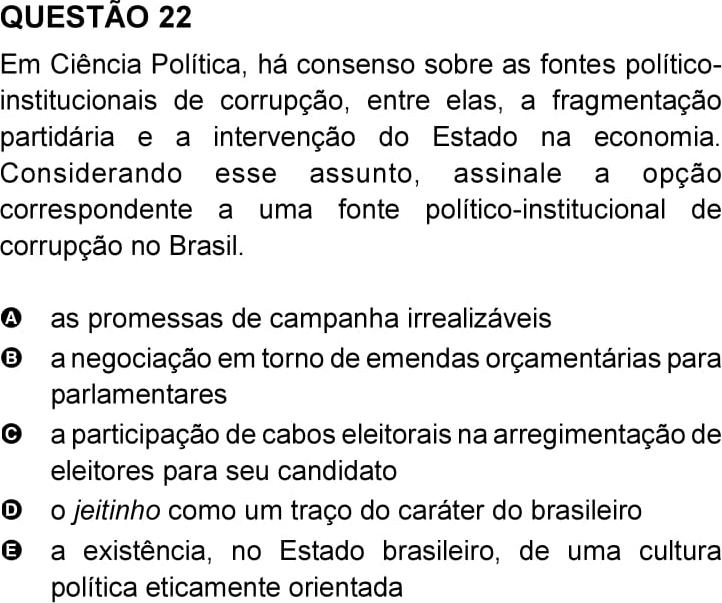 QUESTÃO 22
Em Ciência Política, há consenso sobre as fontes político-
institucionais de corrupção, entre elas, a fragmentação
partidária e a intervenção do Estado na economia.
Considerando esse assunto, assinale a opção
correspondente a uma fonte político-institucional de
corrupção no Brasil.
A as promessas de campanha irrealizáveis
B a negociação em torno de emendas orçamentárias para
parlamentares
C a participação de cabos eleitorais na arregimentação de
eleitores para seu candidato
D o jeitinho como um traço do caráter do brasileiro
E a existência, no Estado brasileiro, de uma cultura
política eticamente orientada